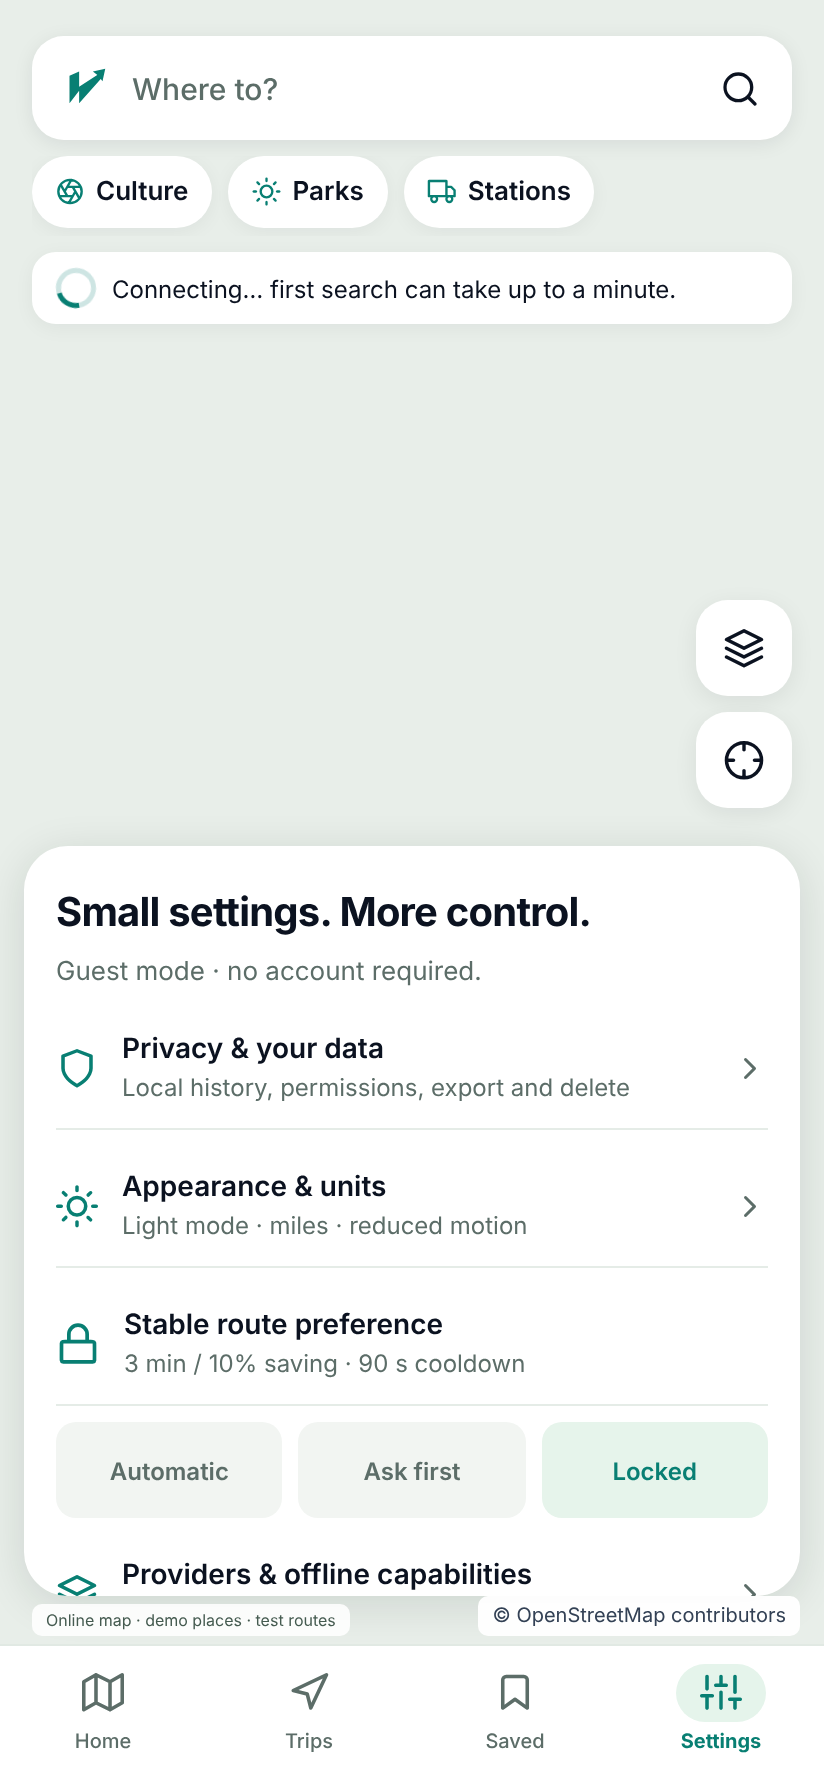 Where to?
Culture
Parks
Stations
Connecting... first search can take up to a minute.
Small settings. More control.
Guest mode · no account required.
Privacy & your data
Local history, permissions, export and delete
Appearance & units
Light mode · miles · reduced motion
Stable route preference
3 min / 10% saving · 90 s cooldown
Automatic
Ask first
Locked
Providers & offline capabilities
Online map · demo places · test routes
© OpenStreetMap contributors
Home
Trips
Saved
Settings